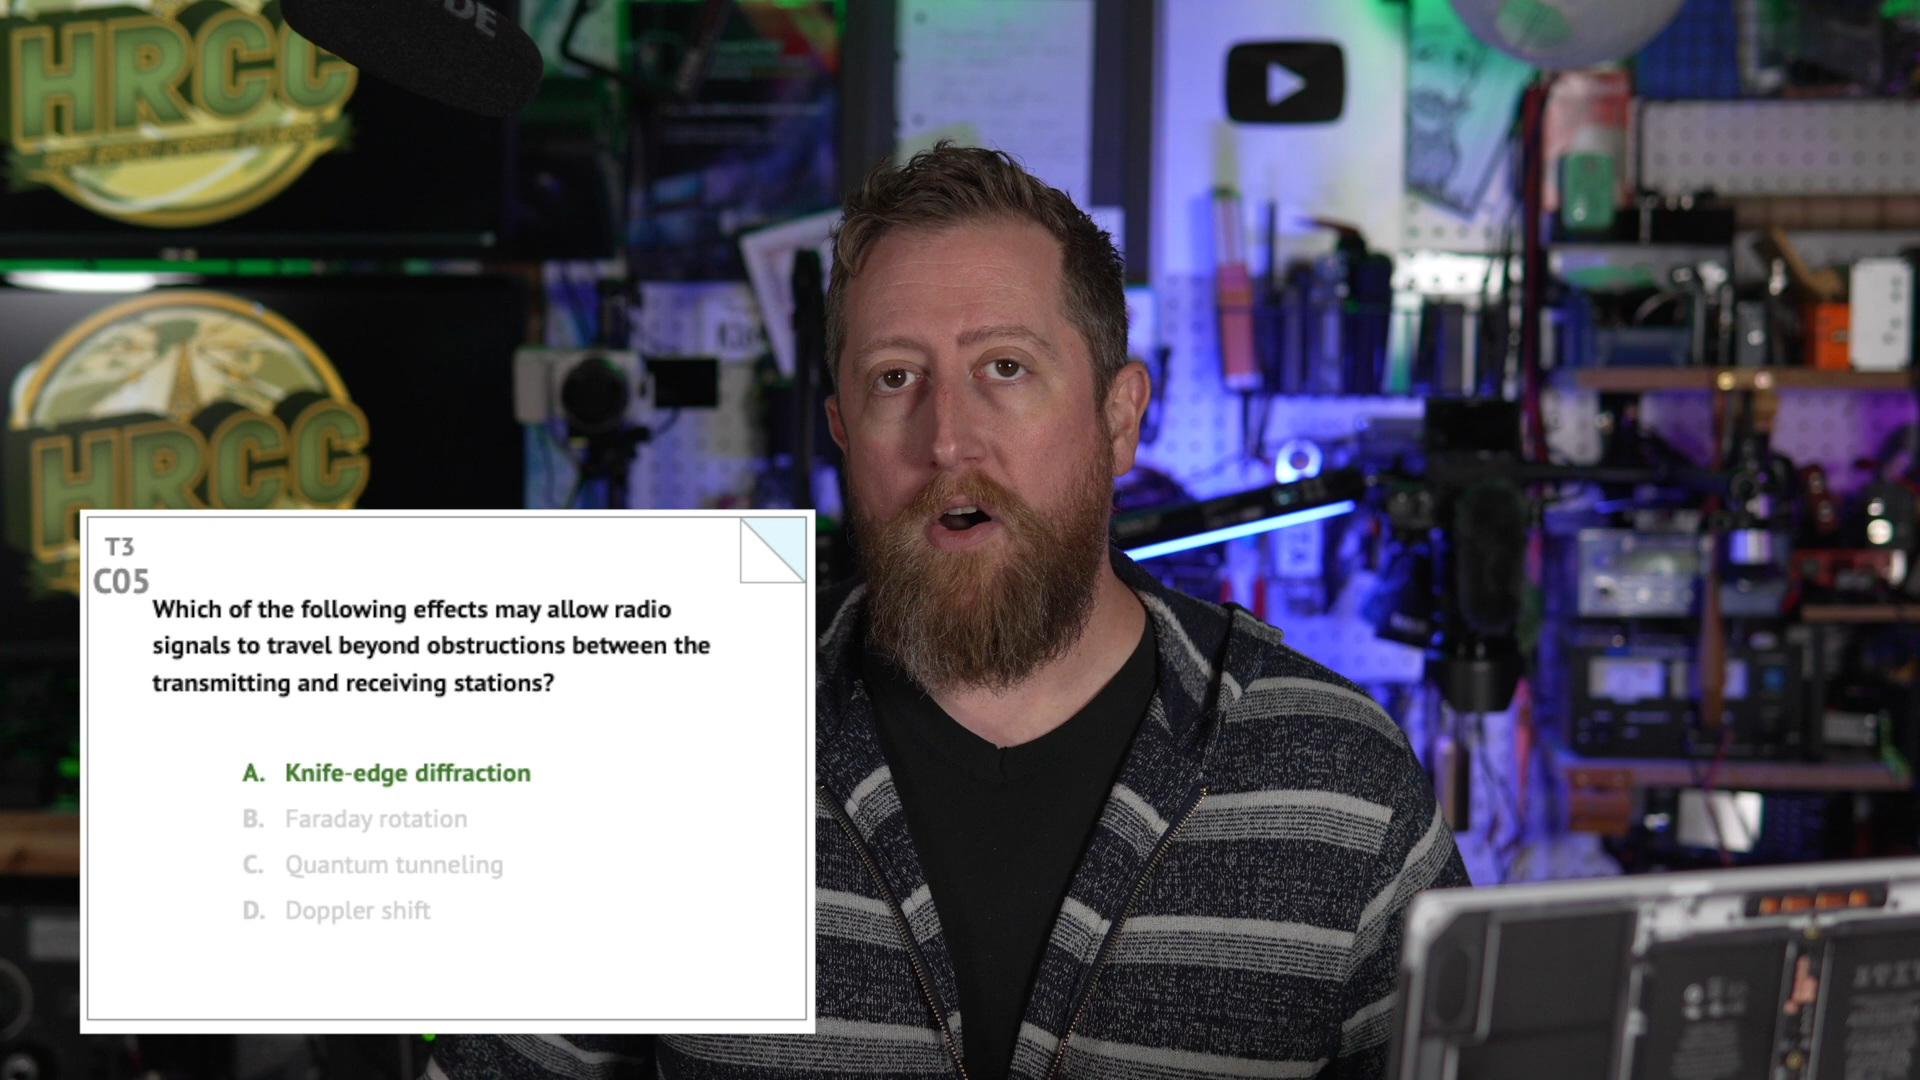 DE
HRCC
HRCC
T3
C05
Which of the following effects may allow radio
signals to travel beyond obstructions between the
transmitting and receiving stations?
A. Knife-edge diffraction
B. Faraday rotation
C. Quantum tunneling
D. Doppler shift